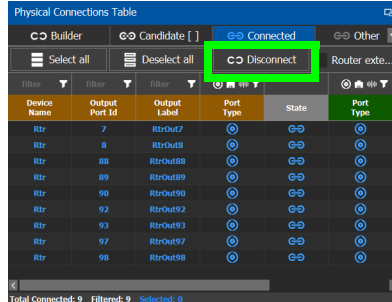 Physical Connections Table
Builder
Candidate [ ]
Connected
Other
Select all
Deselect all
Disconnect
Router exte...
filter filter filter
Device Name Output Port Id Output Label Port Type State Port Type
Rtr 7 RtrOut7
Rtr 8 RtrOut8
Rtr 88 RtrOut88
Rtr 89 RtrOut89
Rtr 90 RtrOut90
Rtr 92 RtrOut92
Rtr 93 RtrOut93
Rtr 97 RtrOut97
Rtr 98 RtrOut98
Total Connected: 9 Filtered: 9 Selected: 0